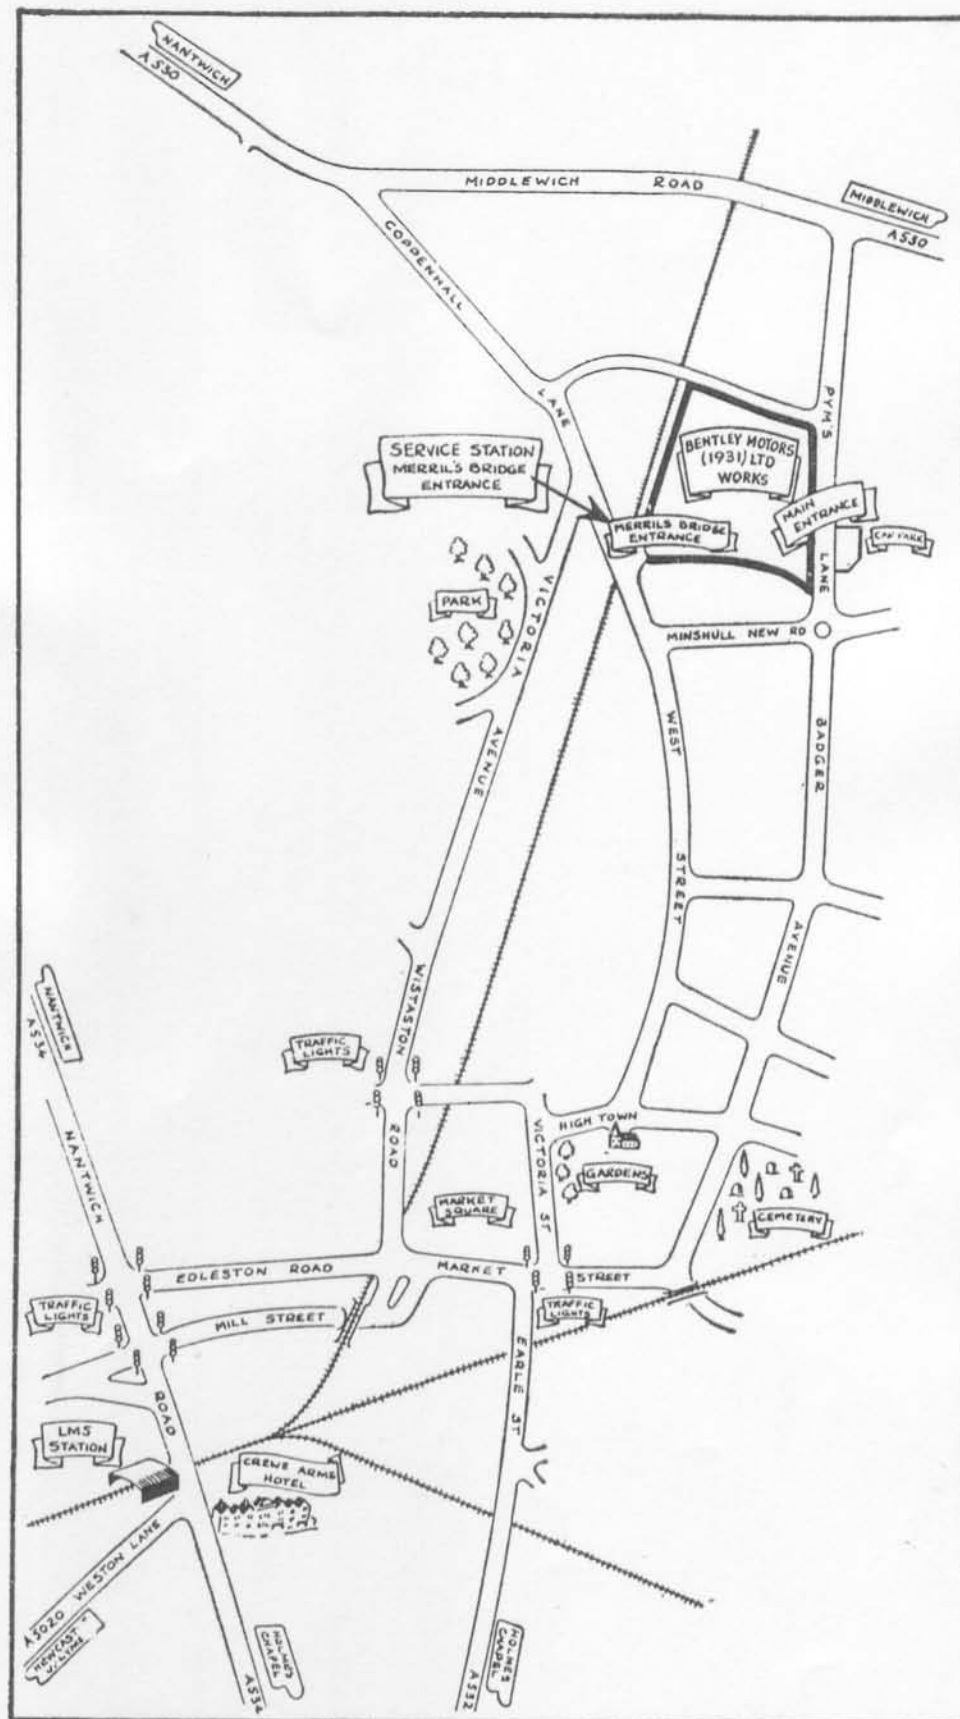 NANTWICH
A530
MIDDLEWICH ROAD
MIDDLEWICH
A530
COPPENHALL
LANE
PYM'S
LANE
SERVICE STATION
MERRIL'S BRIDGE
ENTRANCE
BENTLEY MOTORS
(1931) LTD
WORKS
MAIN
ENTRANCE
CAR PARK
MERRILS BRIDGE
ENTRANCE
PARK
VICTORIA
AVENUE
MINSHULL NEW RD
WEST
STREET
BADGER
AVENUE
WISTASTON
ROAD
NANTWICH
A534
TRAFFIC
LIGHTS
HIGH TOWN
VICTORIA ST
GARDENS
MARKET
SQUARE
CEMETERY
NANTWICH
ROAD
EDLESTON ROAD
MARKET
STREET
TRAFFIC
LIGHTS
MILL STREET
TRAFFIC
LIGHTS
EARLE ST
LMS
STATION
CREWE ARMS
HOTEL
A5020 WESTON LANE
NEWCAST
U/LYME
HOLMES
CHAPEL
A534
HOLMES
CHAPEL
A532